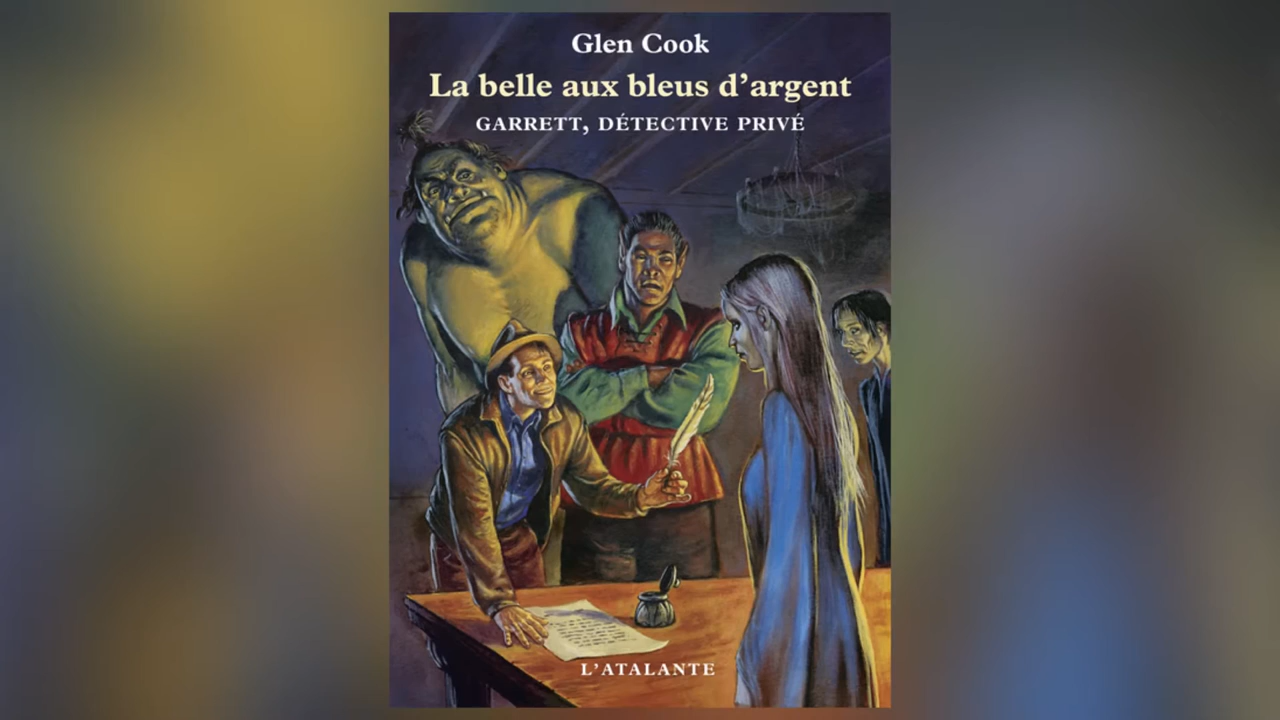 Glen Cook
La belle aux bleus d’argent
GARRETT, DÉTECTIVE PRIVÉ
L’ATALANTE